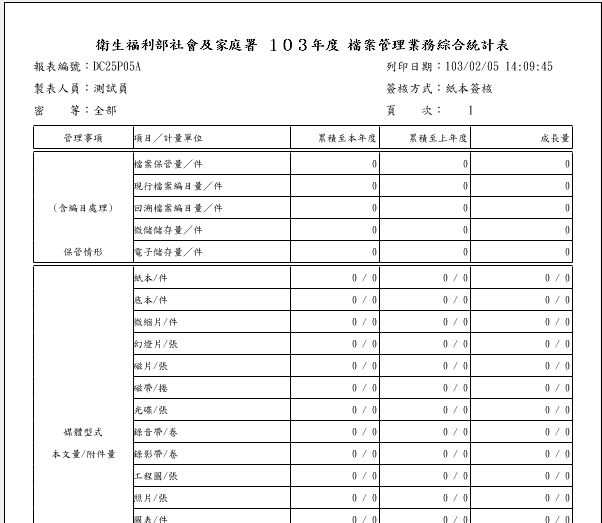 衛生福利部社會及家庭署 １０３年度 檔案管理業務綜合統計表
報表編號：DC25P05A 列印日期：103/02/05 14:09:45
製表人員：測試員 簽核方式：紙本簽核
密 等：全部 頁 次： 1
管理事項 項目／計量單位 累積至本年度 累積至上年度 成長量
檔案保管量／件 0 0 0
現行檔案編目量／件 0 0 0
（含編目處理） 回溯檔案編目量／件 0 0 0
微縮儲存量／件 0 0 0
保管情形 電子儲存量／件 0 0 0
紙本/件 0 / 0 0 / 0 0 / 0
底本/件 0 / 0 0 / 0 0 / 0
微縮片/件 0 / 0 0 / 0 0 / 0
幻燈片/張 0 / 0 0 / 0 0 / 0
磁片/張 0 / 0 0 / 0 0 / 0
磁帶/捲 0 / 0 0 / 0 0 / 0
光碟/張 0 / 0 0 / 0 0 / 0
媒體型式 錄音帶/卷 0 / 0 0 / 0 0 / 0
本文量/附件量 錄影帶/卷 0 / 0 0 / 0 0 / 0
工程圖/張 0 / 0 0 / 0 0 / 0
照片/張 0 / 0 0 / 0 0 / 0
圖表/件 0 / 0 0 / 0 0 / 0